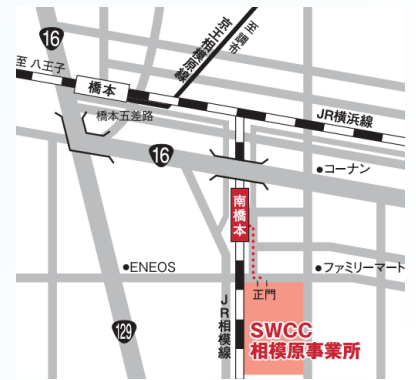 16
至 調布
京王相模原線
至 八王子
橋本
橋本五差路
JR横浜線
16
コーナン
南橋本
ENEOS
ファミリーマート
正門
JR相模線
129
SWCC
相模原事業所